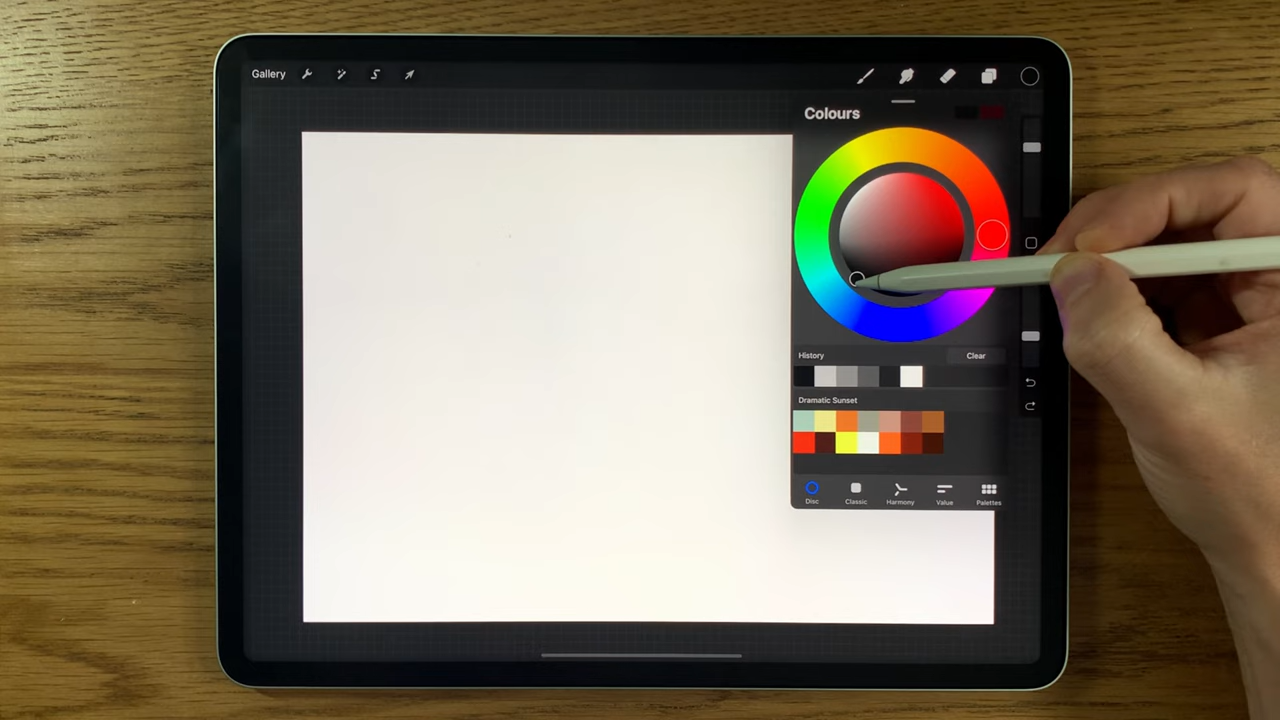 Gallery
Colours
History
Clear
Dramatic Sunset
Disc
Classic
Harmony
Value
Palettes